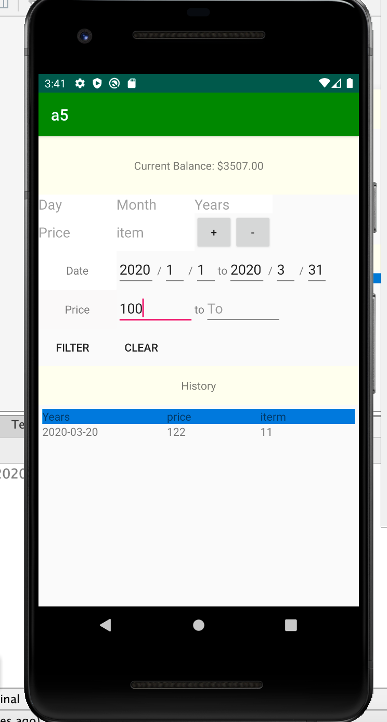 3:41
a5
Current Balance: $3507.00
Day Month Years
Price item + -
Date 2020 / 1 / 1 to 2020 / 3 / 31
Price 100 to To
FILTER CLEAR
History
Years price iterm
2020-03-20 122 11
Te
2020
inal
es ago)